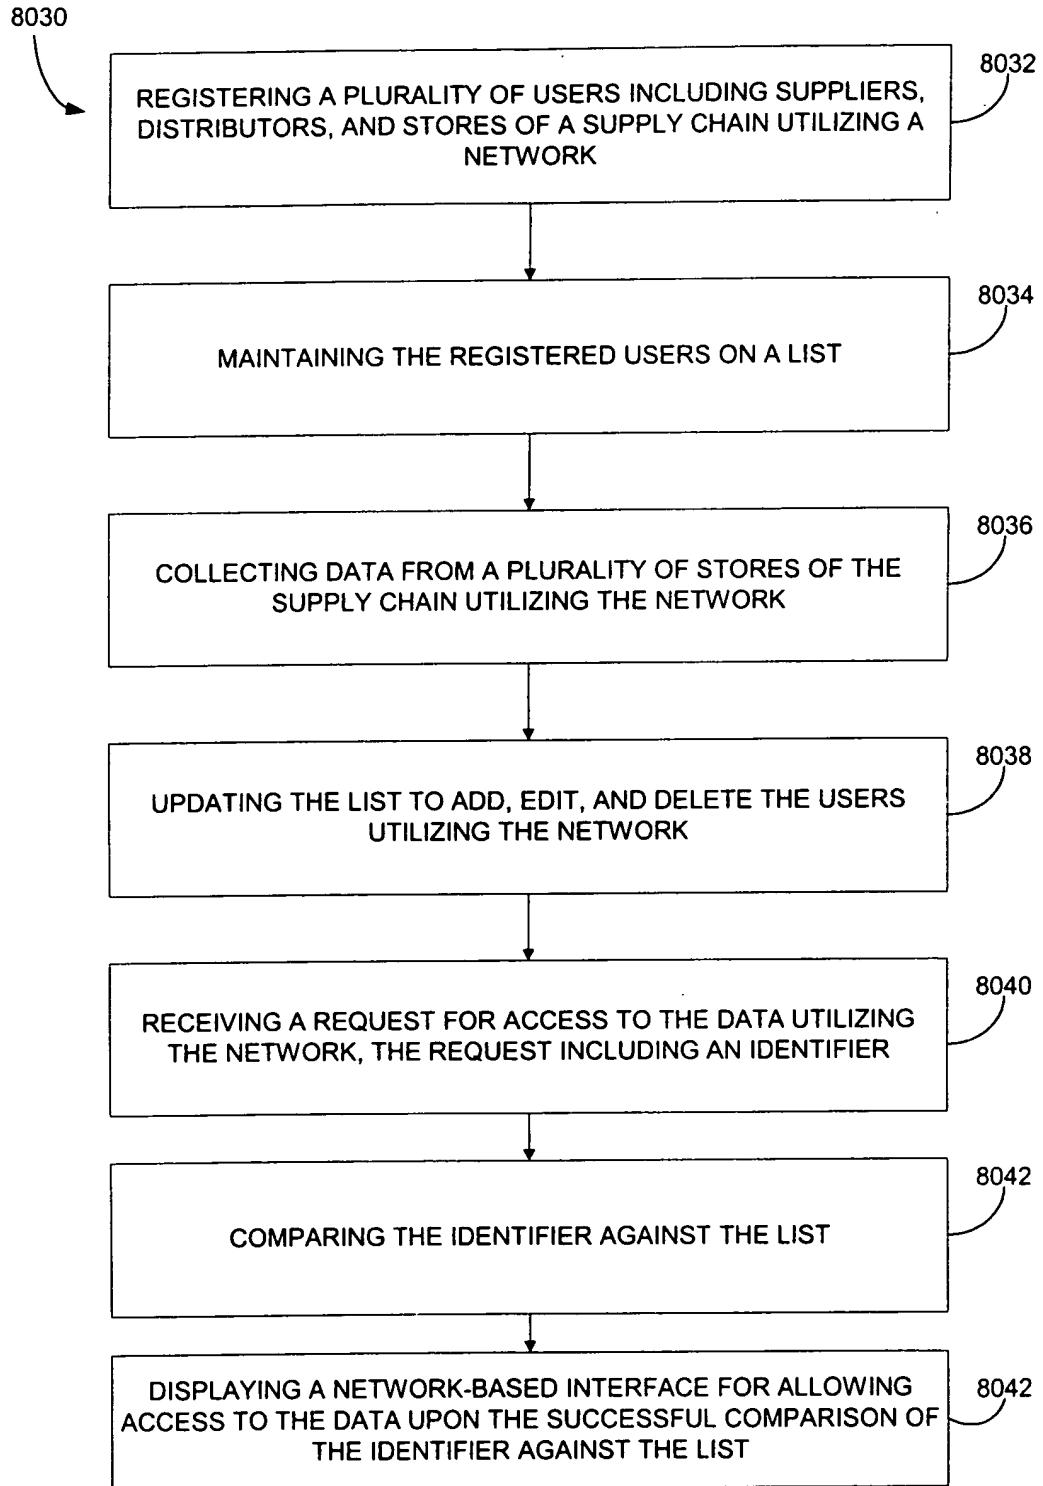 8030
8032
REGISTERING A PLURALITY OF USERS INCLUDING SUPPLIERS,
DISTRIBUTORS, AND STORES OF A SUPPLY CHAIN UTILIZING A
NETWORK
8034
MAINTAINING THE REGISTERED USERS ON A LIST
8036
COLLECTING DATA FROM A PLURALITY OF STORES OF THE
SUPPLY CHAIN UTILIZING THE NETWORK
8038
UPDATING THE LIST TO ADD, EDIT, AND DELETE THE USERS
UTILIZING THE NETWORK
8040
RECEIVING A REQUEST FOR ACCESS TO THE DATA UTILIZING
THE NETWORK, THE REQUEST INCLUDING AN IDENTIFIER
8042
COMPARING THE IDENTIFIER AGAINST THE LIST
8042
DISPLAYING A NETWORK-BASED INTERFACE FOR ALLOWING
ACCESS TO THE DATA UPON THE SUCCESSFUL COMPARISON OF
THE IDENTIFIER AGAINST THE LIST